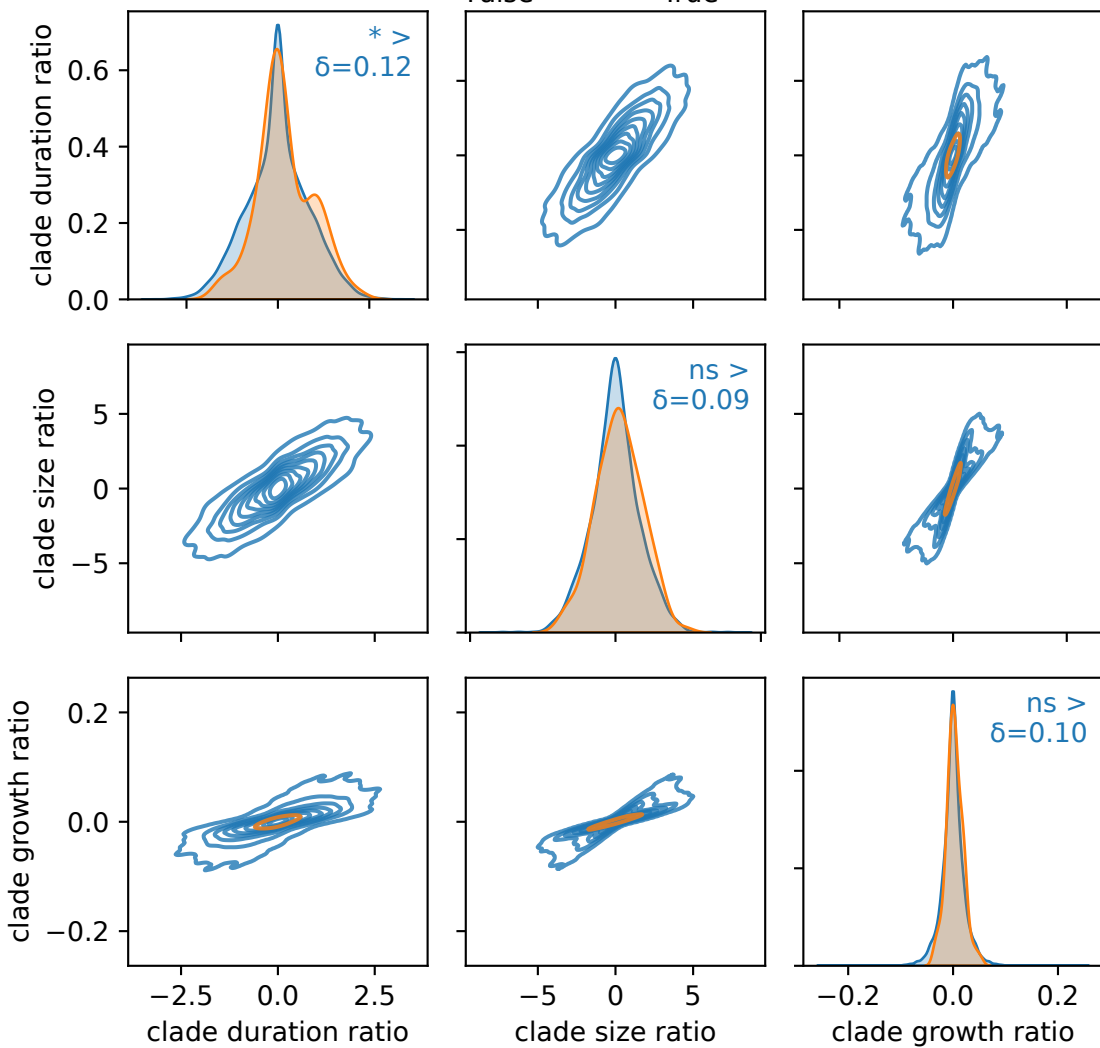 clade duration ratio
0.6
0.4
0.2
0.0
* >
δ=0.12
clade size ratio
5
0
−5
ns >
δ=0.09
clade growth ratio
0.2
0.0
−0.2
ns >
δ=0.10
−2.5 0.0 2.5
clade duration ratio
−5 0 5
clade size ratio
−0.2 0.0 0.2
clade growth ratio